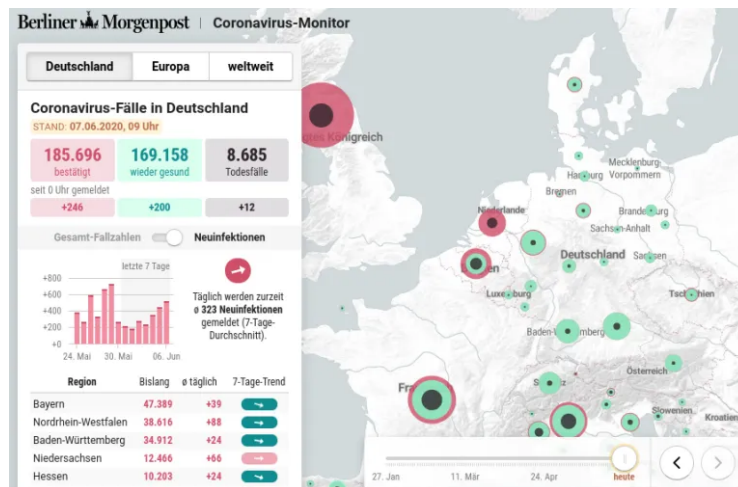 Berliner Morgenpost | Coronavirus-Monitor
Deutschland Europa weltweit
Coronavirus-Fälle in Deutschland
STAND: 07.06.2020, 09 Uhr
185.696 169.158 8.685
bestätigt wieder gesund Todesfälle
seit 0 Uhr gemeldet
+246 +200 +12
Gesamt-Fallzahlen Neuinfektionen
letzte 7 Tage
+800
+600
+400
+200
+0
24. Mai 30. Mai 06. Jun
Täglich werden zurzeit
ø 323 Neuinfektionen
gemeldet (7-Tage-
Durchschnitt).
Region Bislang ø täglich 7-Tage-Trend
Bayern 47.389 +39
Nordrhein-Westfalen 38.616 +88
Baden-Württemberg 34.912 +24
Niedersachsen 12.466 +66
Hessen 10.203 +24
Königreich
Mecklenburg
Hamburg Vorpommern
Bremen
Niederlande
Brandenburg
Sachsen-Anhalt
Deutschland Sachsen
Luxemburg
Tschechien
Österreich
Slowenien
Kroatien
27. Jan 11. Mär 24. Apr heute